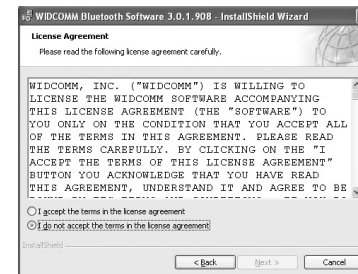 WIDCOMM Bluetooth Software 3.0.1.908 - InstallShield Wizard
License Agreement
Please read the following license agreement carefully.
WIDCOMM, INC. ("WIDCOMM") IS WILLING TO
LICENSE THE WIDCOMM SOFTWARE ACCOMPANYING
THIS LICENSE AGREEMENT (THE "SOFTWARE") TO
YOU ONLY ON THE CONDITION THAT YOU ACCEPT ALL
OF THE TERMS IN THIS AGREEMENT. PLEASE READ
THE TERMS CAREFULLY. BY CLICKING ON THE "I
ACCEPT THE TERMS OF THIS LICENSE AGREEMENT"
BUTTON YOU ACKNOWLEDGE THAT YOU HAVE READ
THIS AGREEMENT, UNDERSTAND IT AND AGREE TO BE
I accept the terms in the license agreement
I do not accept the terms in the license agreement
InstallShield
< Back
Next >
Cancel